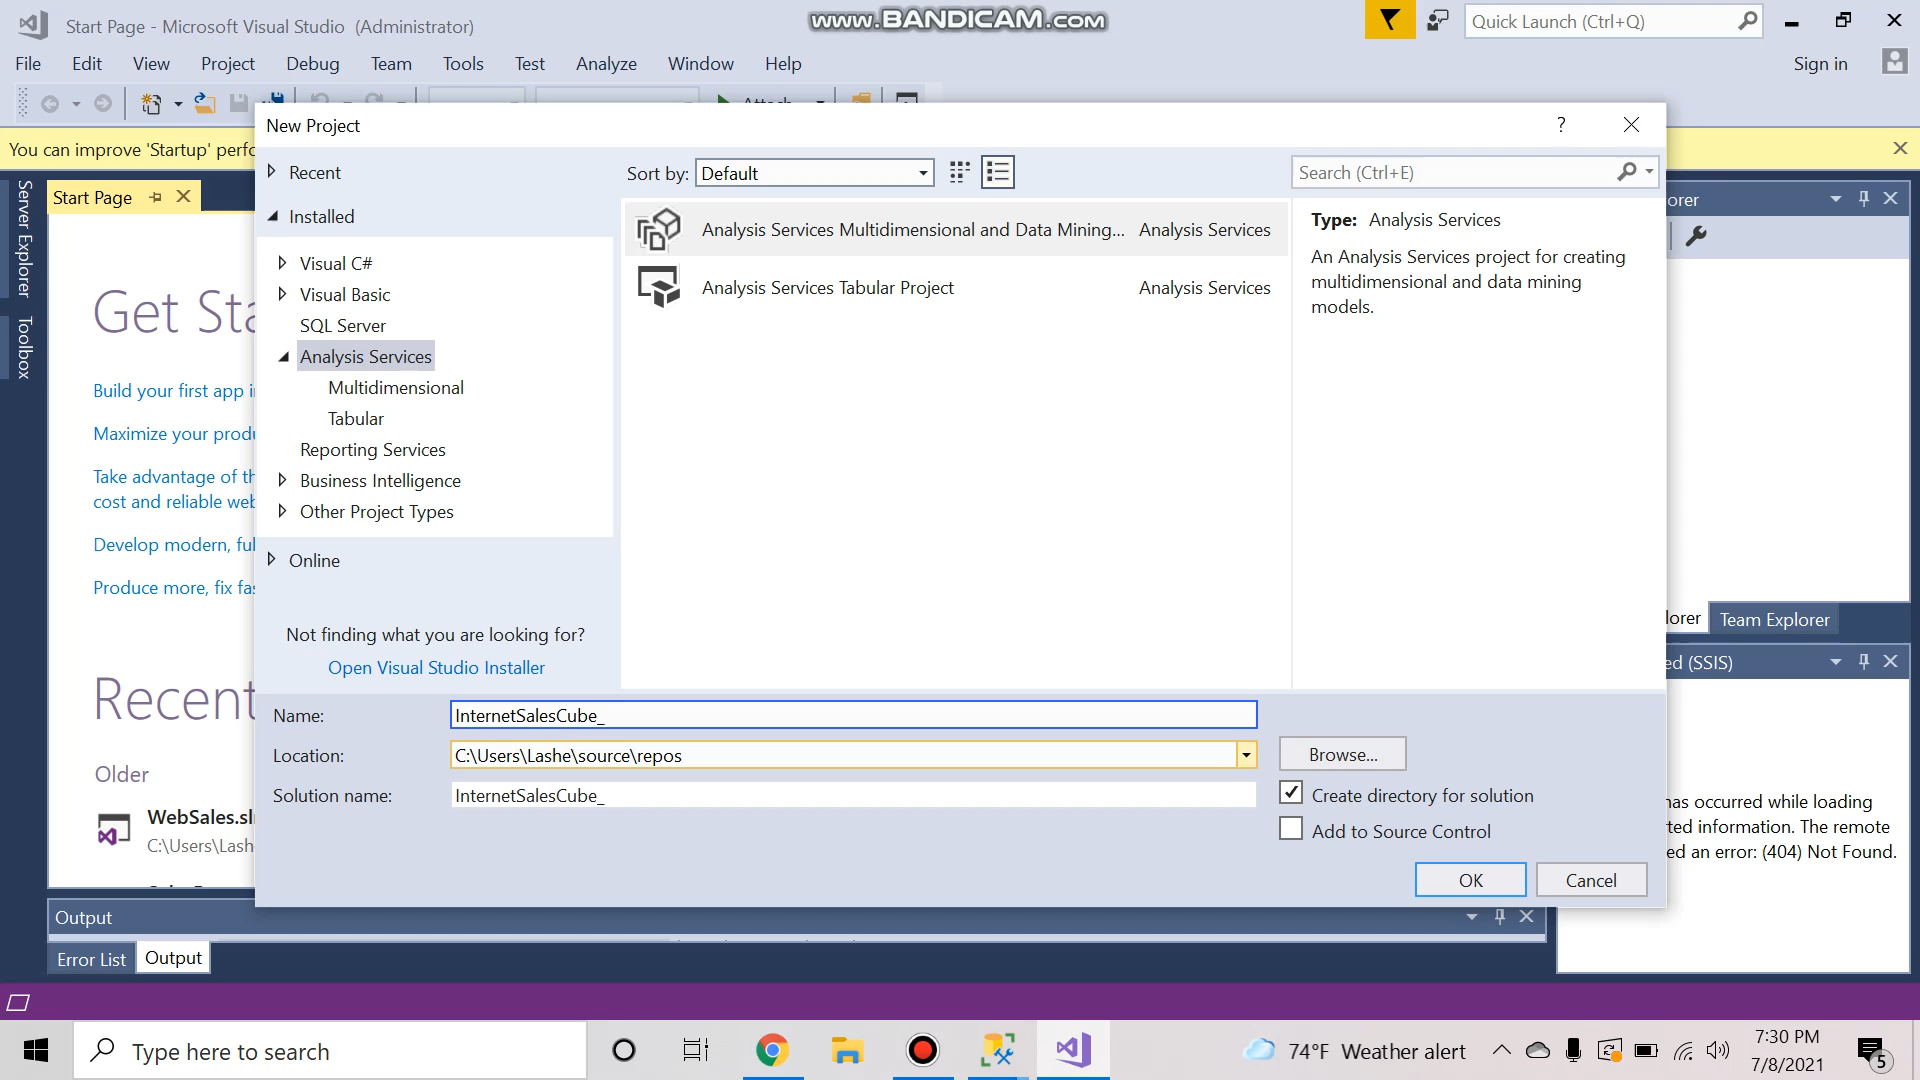 Start Page - Microsoft Visual Studio (Administrator)
www.BANDICAM.com
Quick Launch (Ctrl+Q)
File Edit View Project Debug Team Tools Test Analyze Window Help
Sign in
Attach
You can improve 'Startup' perfo
New Project
?
Server Explorer
Toolbox
Start Page
Get Sta
Build your first app i
Maximize your produ
Take advantage of th
cost and reliable web
Develop modern, ful
Produce more, fix fas
Recent
Older
WebSales.sln
C:\Users\Lashe
Recent
Installed
Visual C#
Visual Basic
SQL Server
Analysis Services
Multidimensional
Tabular
Reporting Services
Business Intelligence
Other Project Types
Online
Not finding what you are looking for?
Open Visual Studio Installer
Sort by: Default
Search (Ctrl+E)
Analysis Services Multidimensional and Data Mining... Analysis Services
Analysis Services Tabular Project Analysis Services
Type: Analysis Services
An Analysis Services project for creating
multidimensional and data mining
models.
Name: InternetSalesCube_
Location: C:\Users\Lashe\source\repos
Browse...
Solution name: InternetSalesCube_
Create directory for solution
Add to Source Control
OK Cancel
orer
lorer Team Explorer
ed (SSIS)
has occurred while loading
ted information. The remote
ed an error: (404) Not Found.
Output
Error List Output
Type here to search
74°F Weather alert
7:30 PM
7/8/2021
5